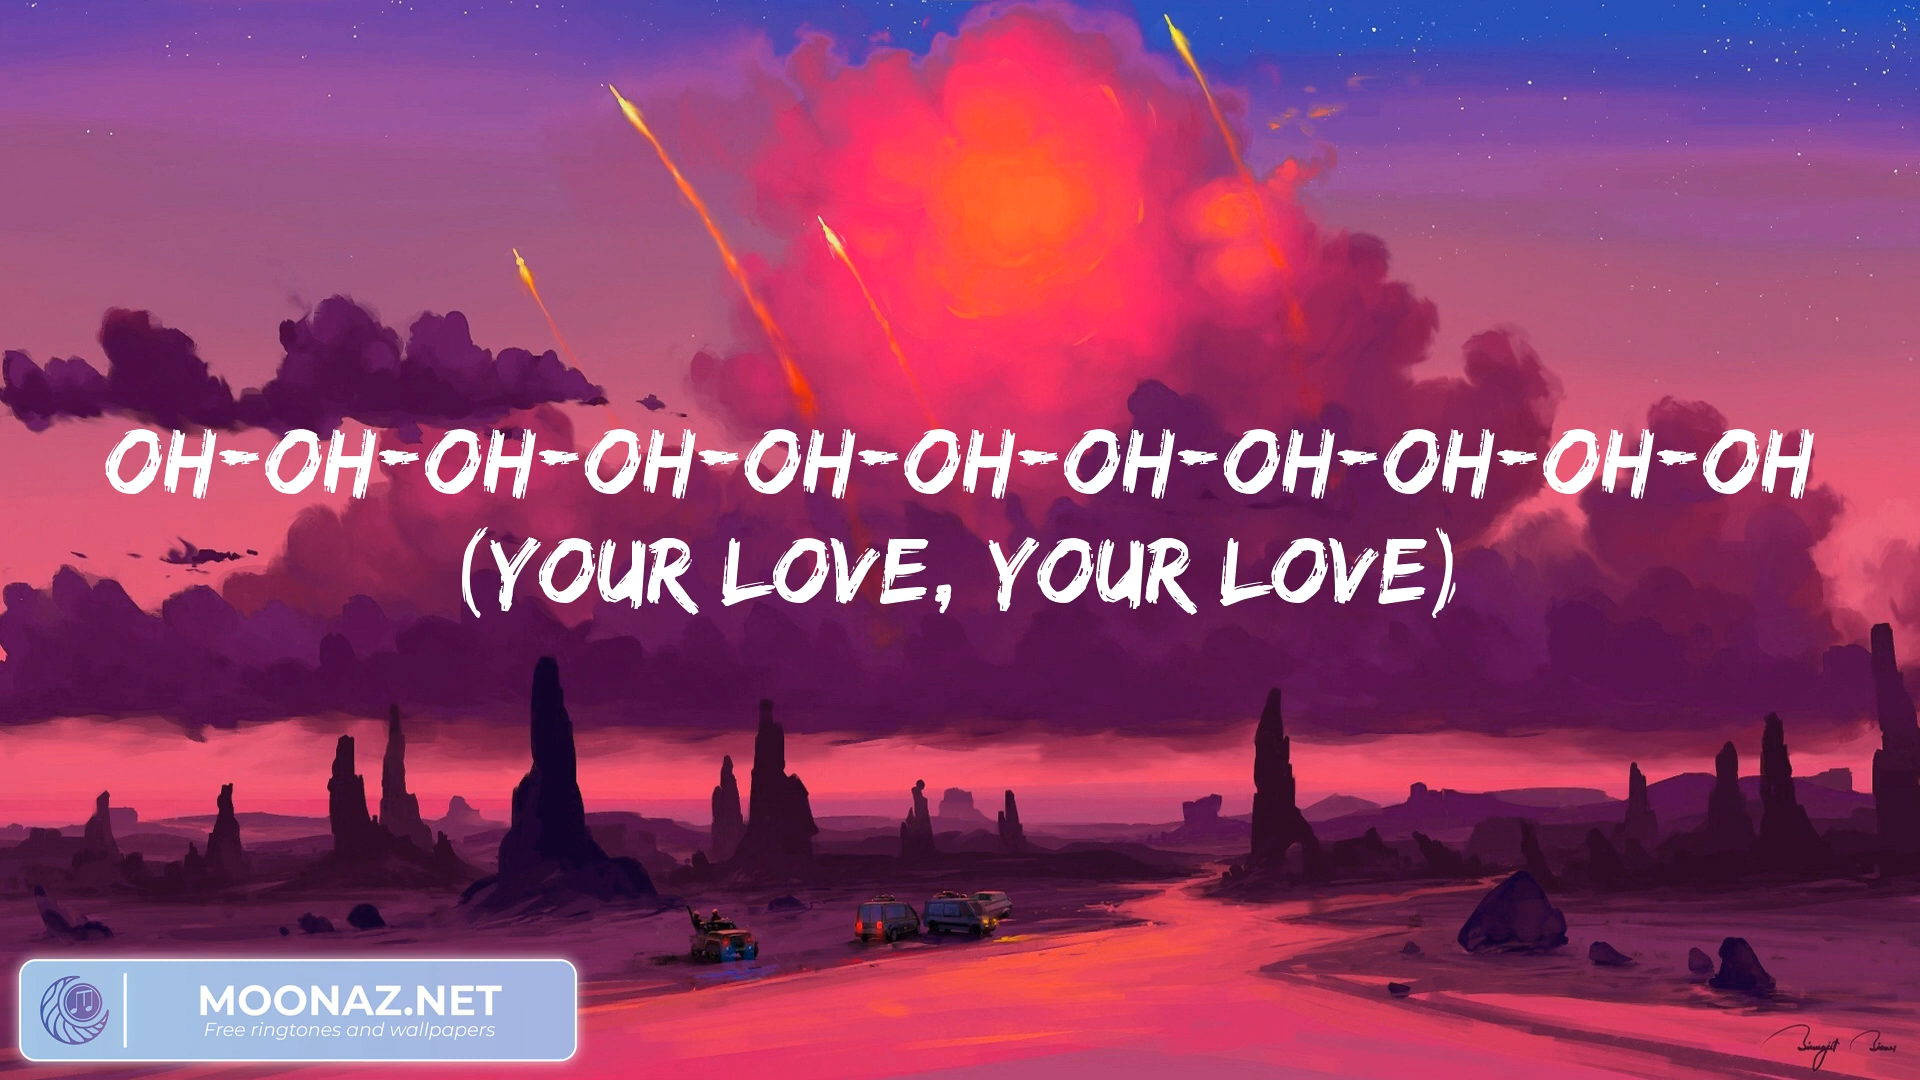 OH-OH-OH-OH-OH-OH-OH-OH-OH-OH-OH
(YOUR LOVE, YOUR LOVE)
MOONAZ.NET
Free ringtones and wallpapers